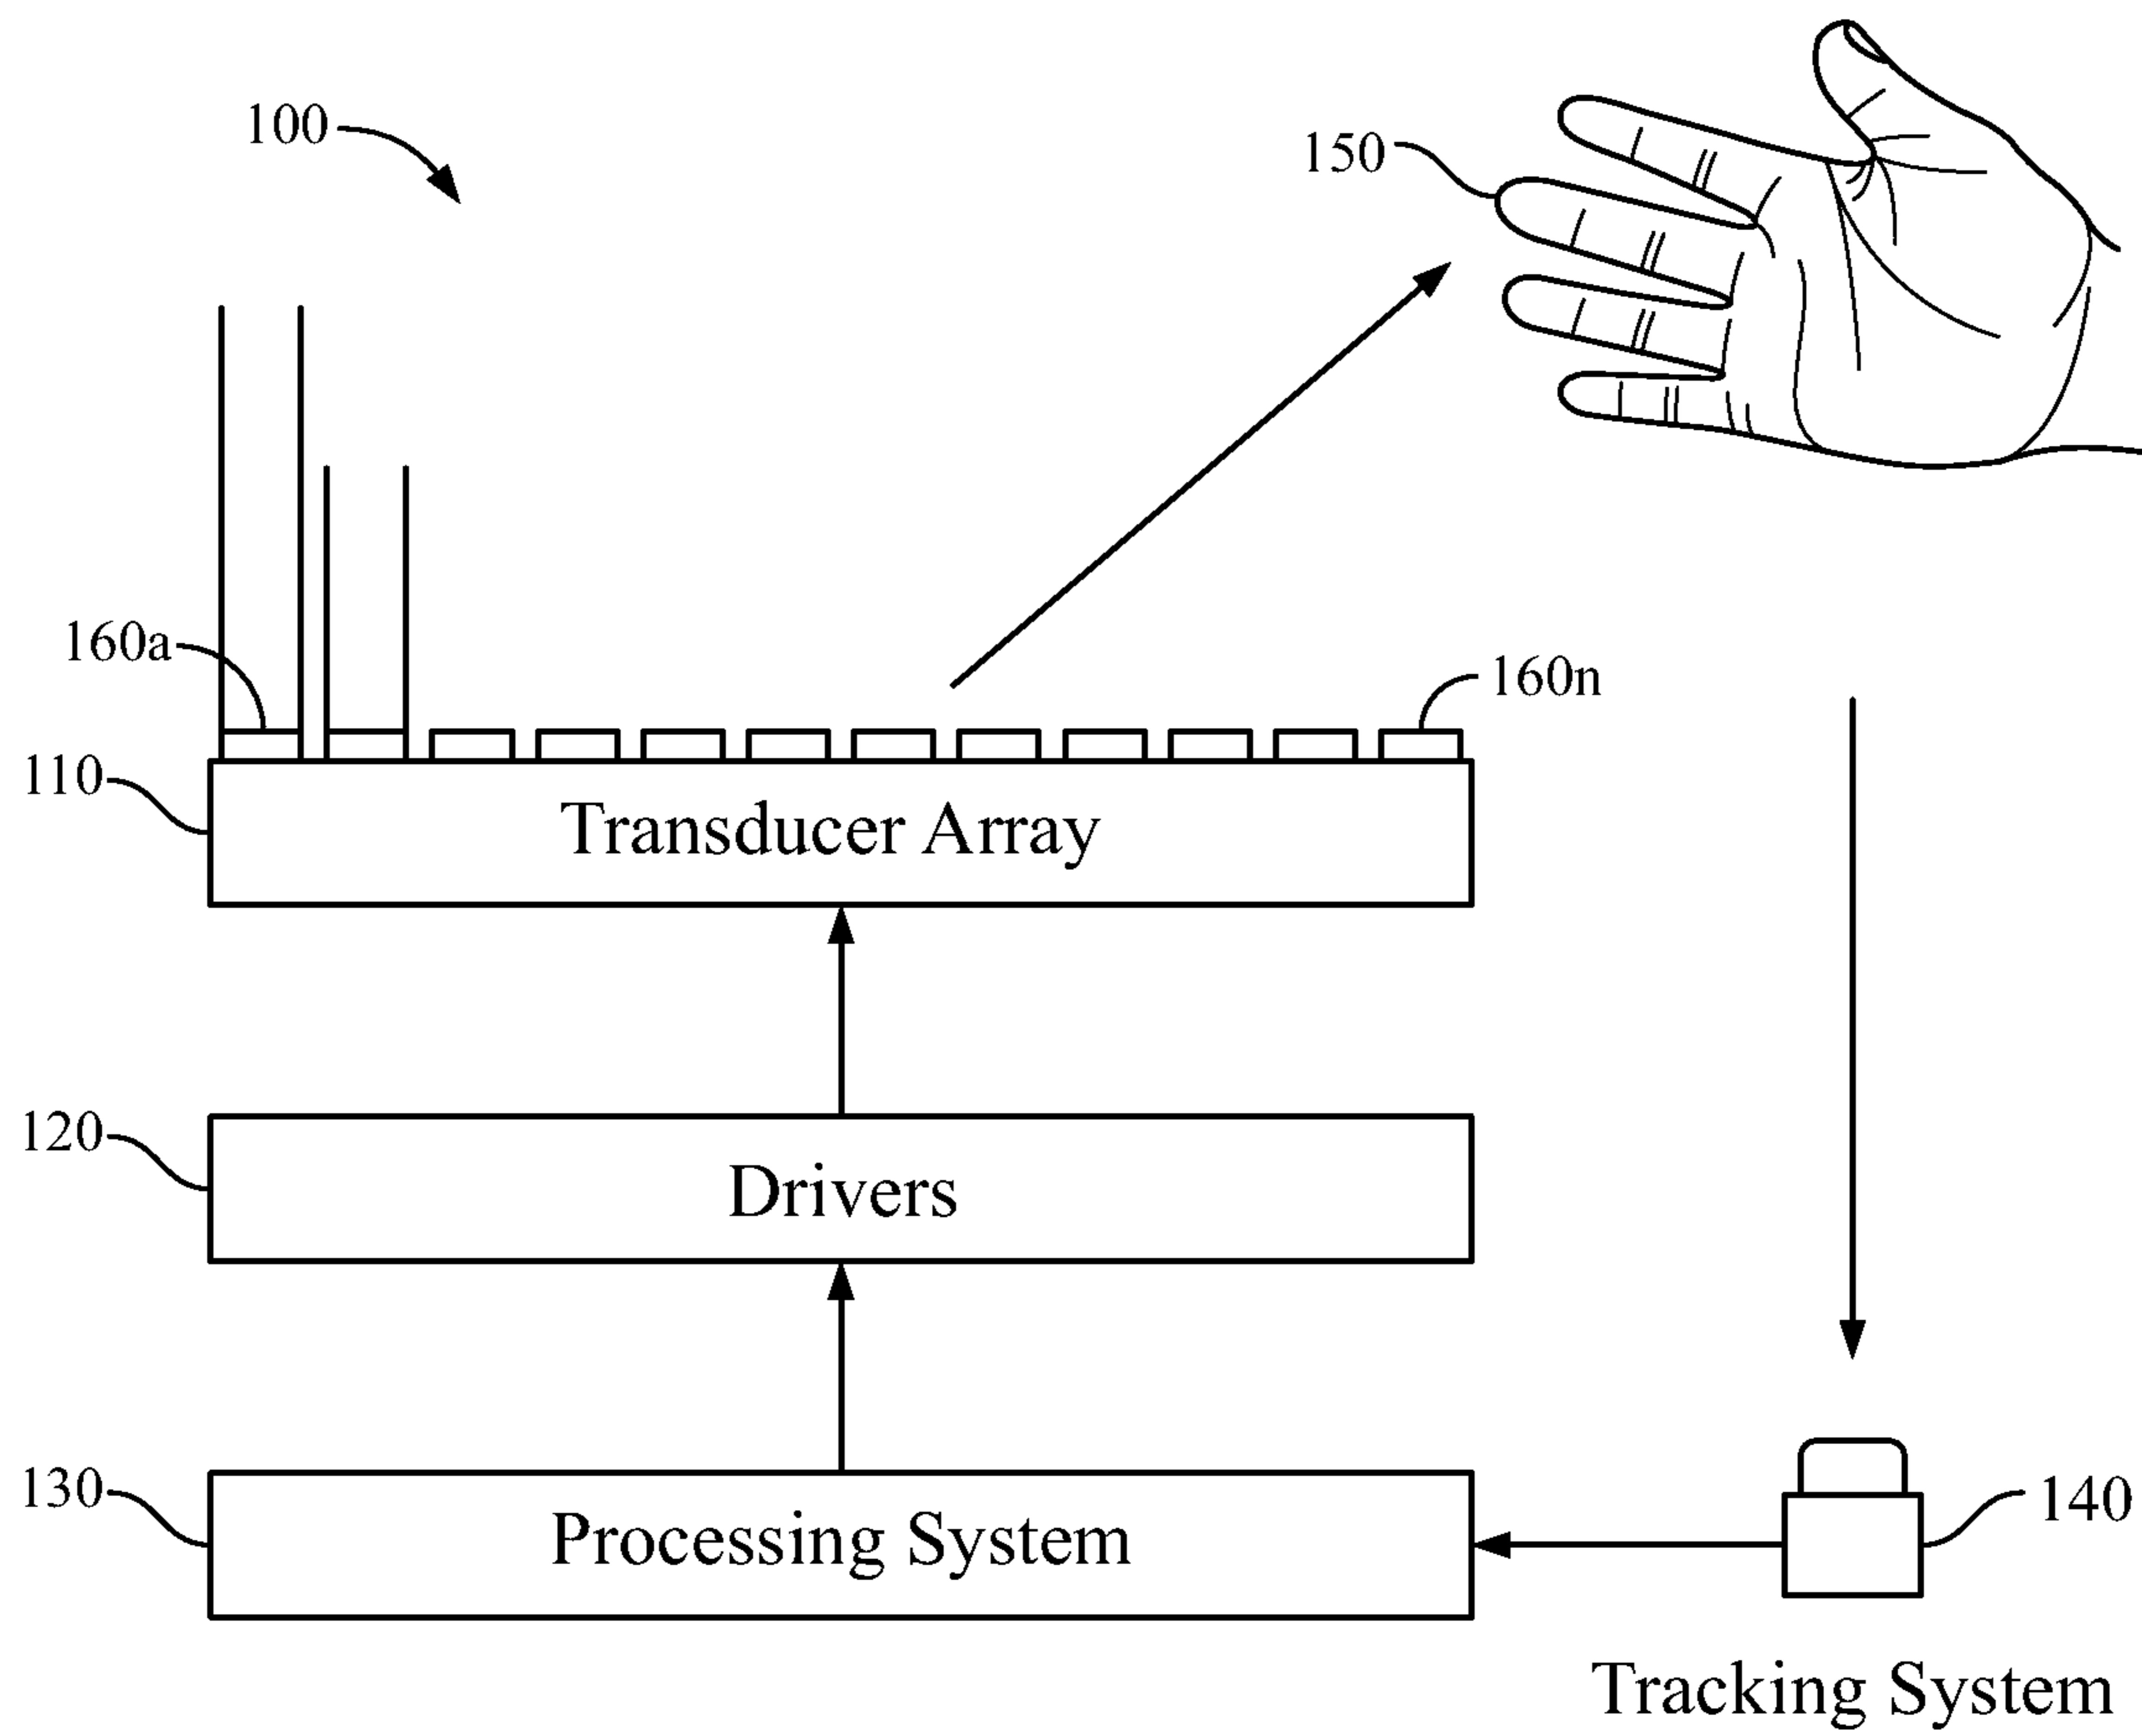 100
150
160a
160n
110
Transducer Array
120
Drivers
130
Processing System
140
Tracking System